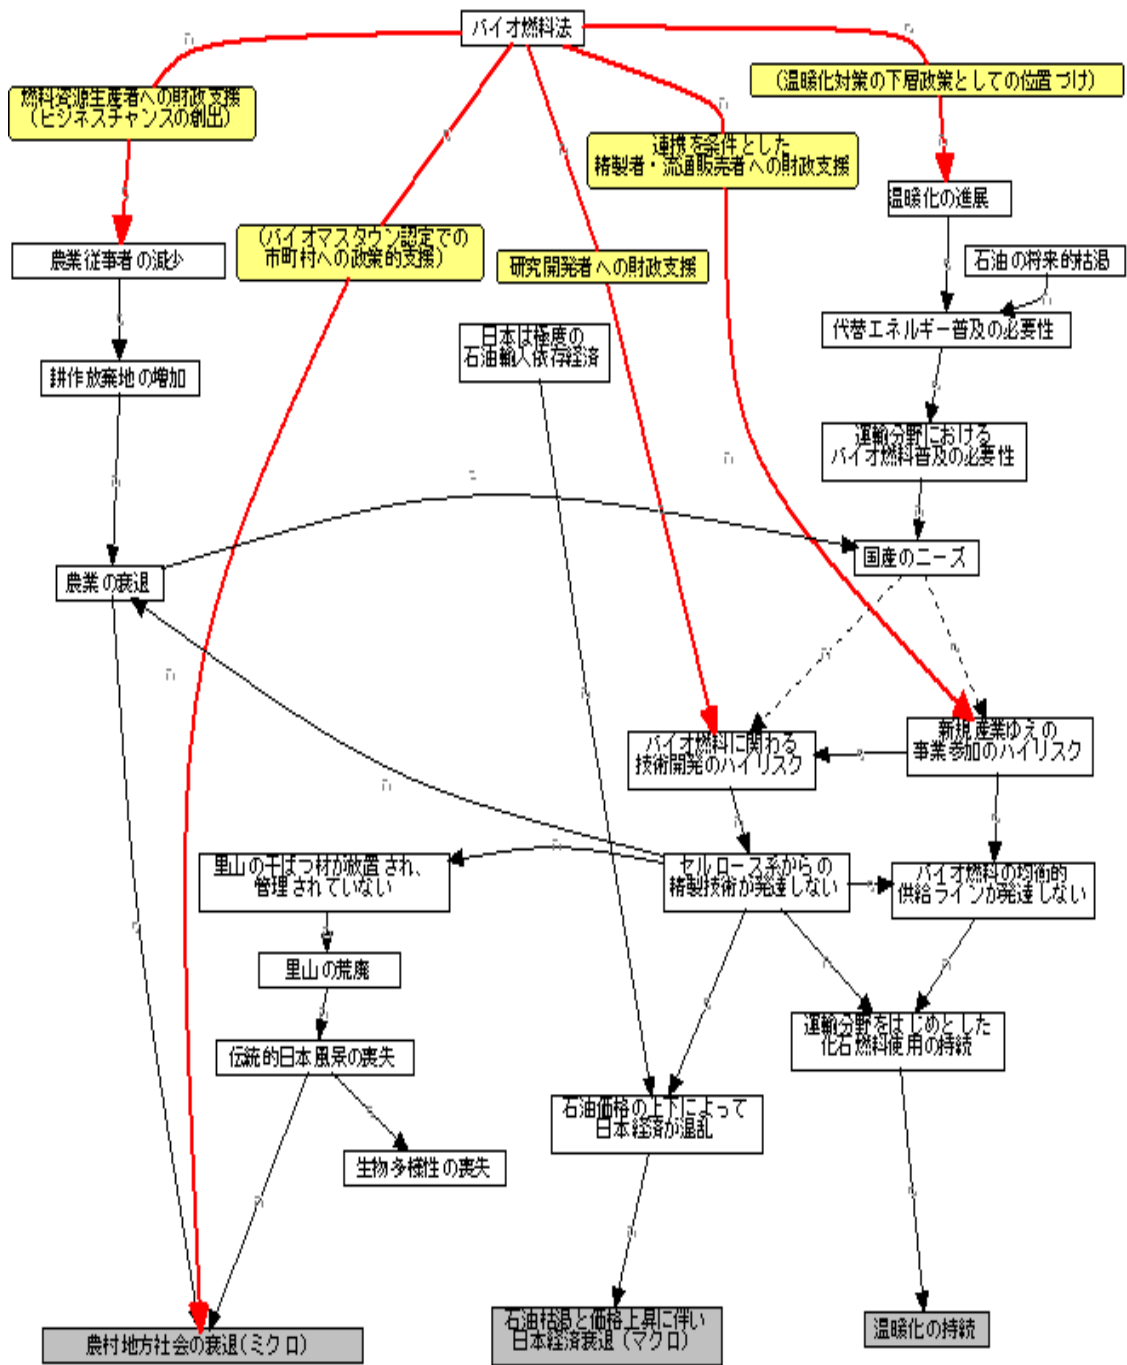 バイオ燃料法
燃料資源生産者への財政支援
（ビジネスチャンスの創出）
（温暖化対策の下層政策としての位置づけ）
連携を条件とした
精製者・流通販売者への財政支援
温暖化の進展
（バイオマスタウン認定での
市町村への政策的支援）
農業従事者の減少
研究開発者への財政支援
石油の将来的枯渇
日本は極度の
石油輸入依存経済
代替エネルギー普及の必要性
耕作放棄地の増加
運輸分野における
バイオ燃料普及の必要性
国産のニーズ
農業の衰退
バイオ燃料に関わる
技術開発のハイリスク
新規産業ゆえの
事業参加のハイリスク
里山の干ばつ材が放置され、
管理されていない
セルロース系からの
精製技術が発達しない
バイオ燃料の均衡的
供給ラインが発達しない
里山の荒廃
伝統的日本風景の喪失
運輸分野をはじめとした
化石燃料使用の持続
石油価格の上下によって
日本経済が混乱
生物多様性の喪失
農村地方社会の衰退(ミクロ)
石油枯渇と価格上昇に伴い
日本経済衰退（マクロ）
温暖化の持続